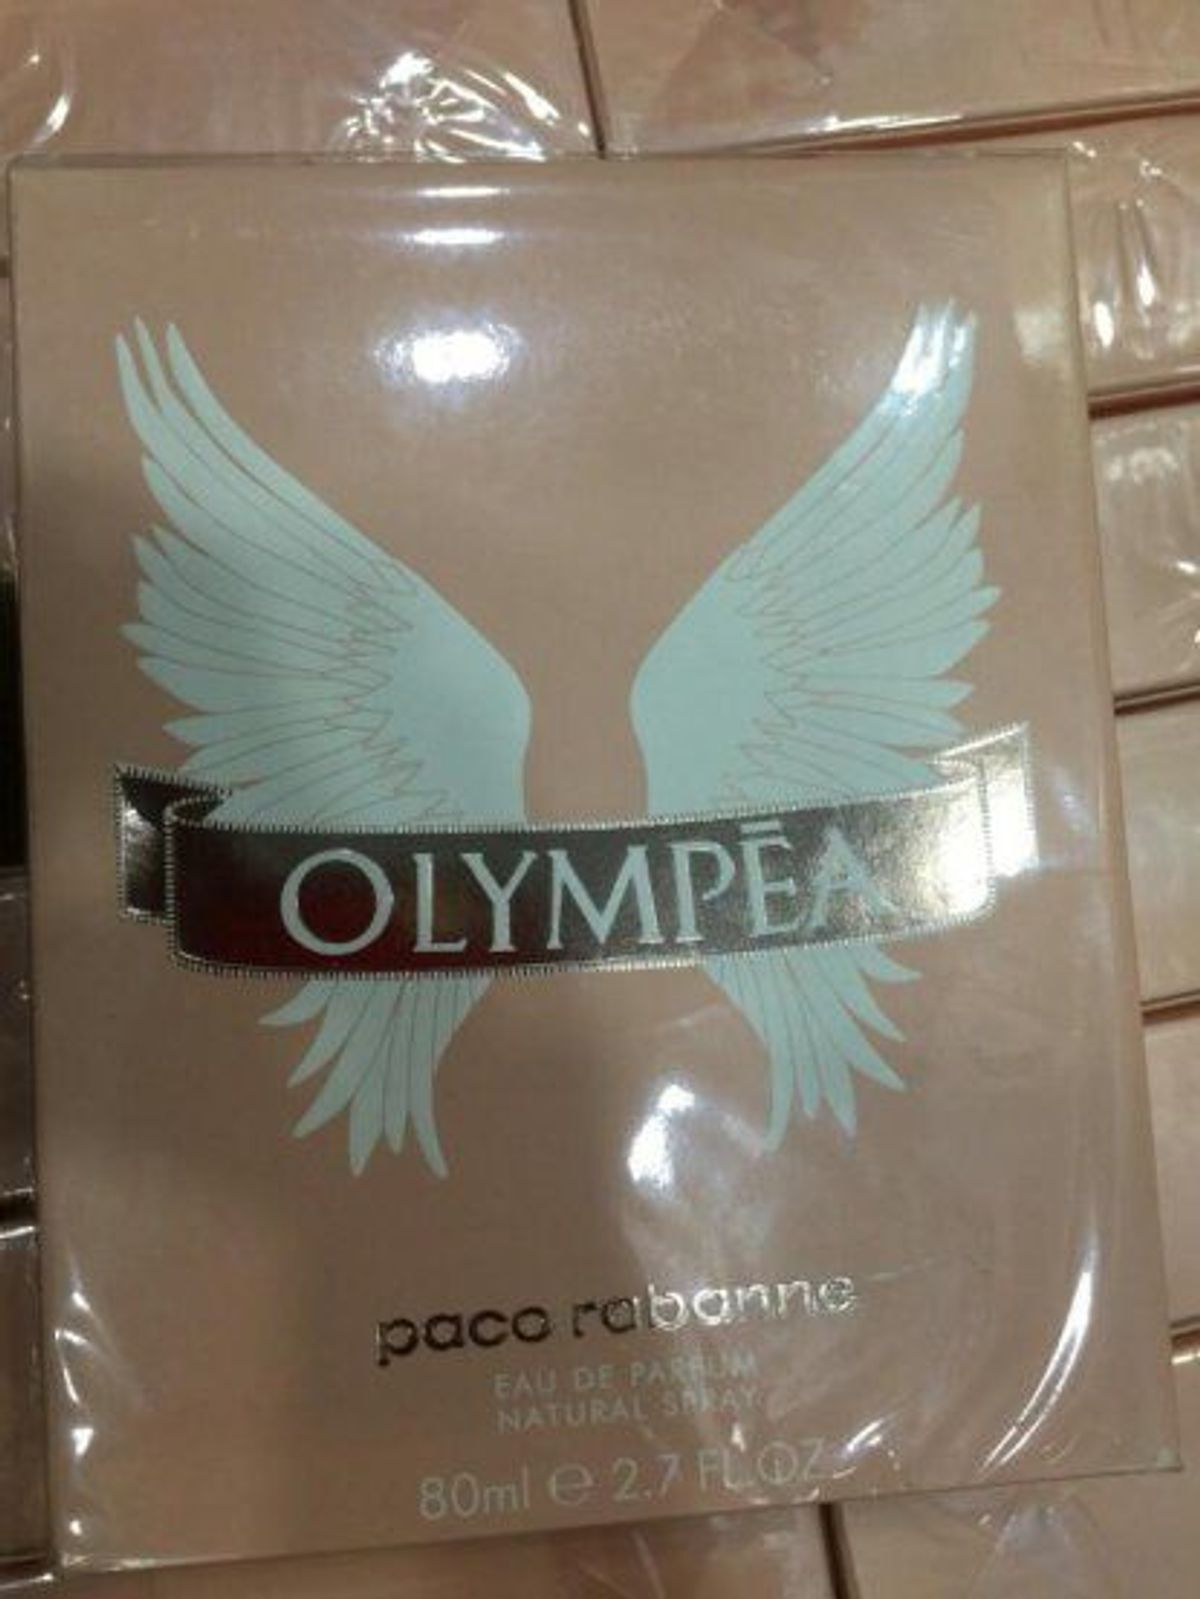 OLYMPĒA
paco rabanne
EAU DE PARFUM
NATURAL SPRAY
80ml ℮ 2.7 FL.OZ